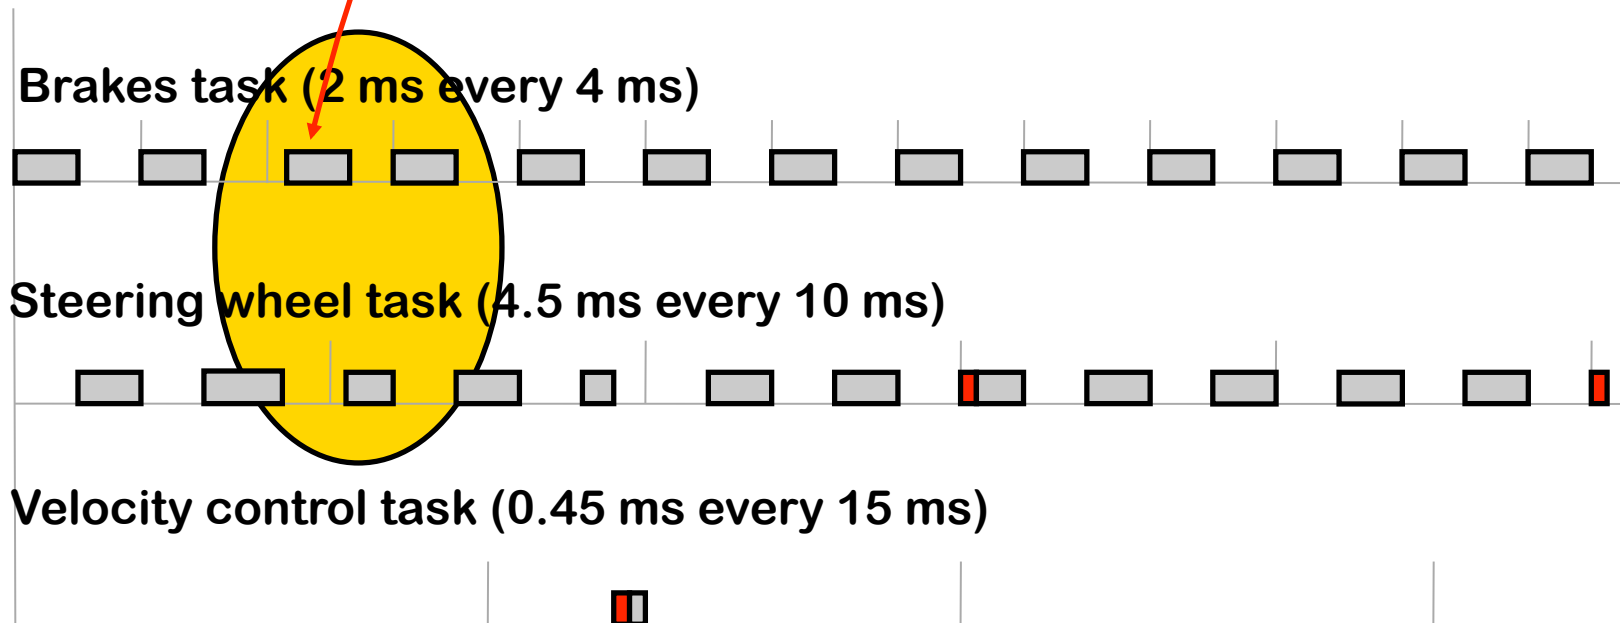 Brakes task (2 ms every 4 ms)
Steering wheel task (4.5 ms every 10 ms)
Velocity control task (0.45 ms every 15 ms)